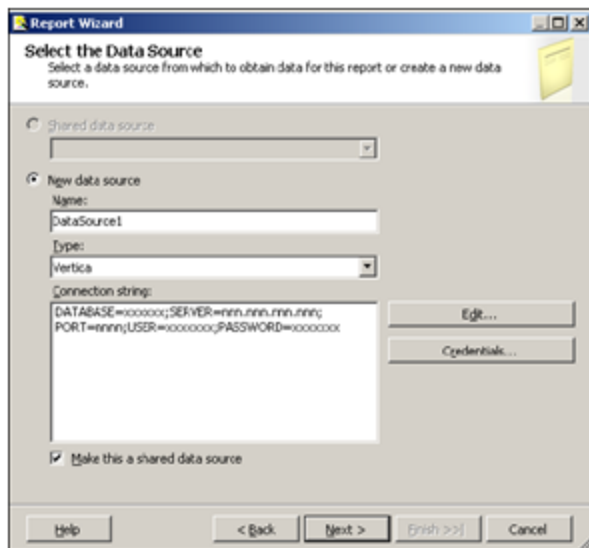 Report Wizard
Select the Data Source
Select a data source from which to obtain data for this report or create a new data
source.
Shared data source
New data source
Name:
DataSource1
Type:
Vertica
Connection string:
DATABASE=xxxxxx;SERVER=nnn.nnn.nnn.nnn;
PORT=nnnn;USER=xxxxxxxx;PASSWORD=xxxxxxxx
Edit...
Credentials...
Make this a shared data source
Help
< Back
Next >
Finish >>|
Cancel